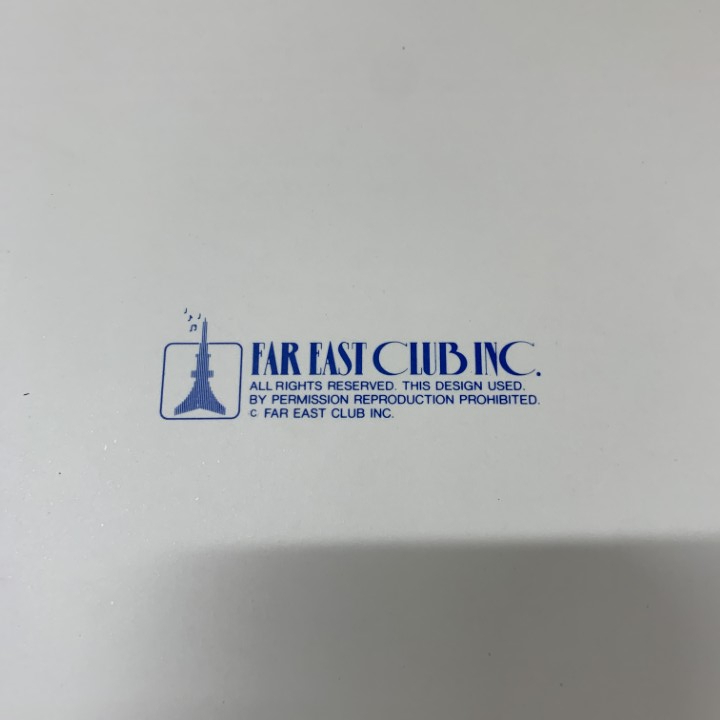 FAR EAST CLUB INC.
ALL RIGHTS RESERVED. THIS DESIGN USED.
BY PERMISSION REPRODUCTION PROHIBITED.
C FAR EAST CLUB INC.